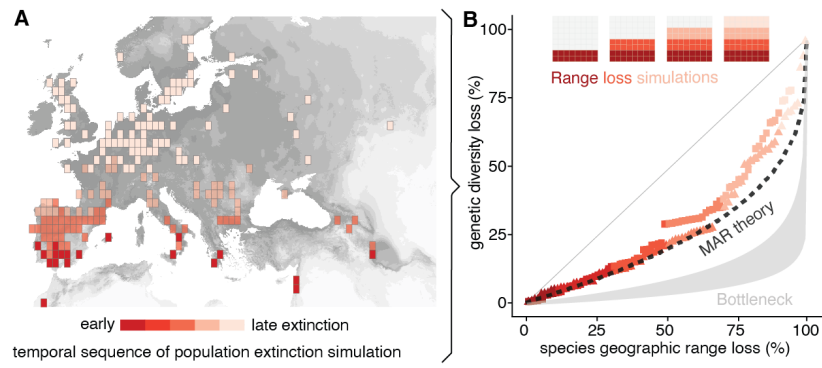 A
early
late extinction
temporal sequence of population extinction simulation
B
Range loss simulations
genetic diversity loss (%)
100
75
50
25
0
MAR theory
Bottleneck
0
25
50
75
100
species geographic range loss (%)